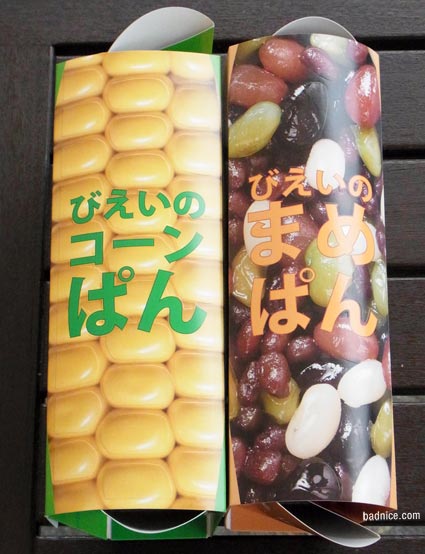 びえいの
コーン
ぱん
びえいの
まめ
ぱん
badnice.com